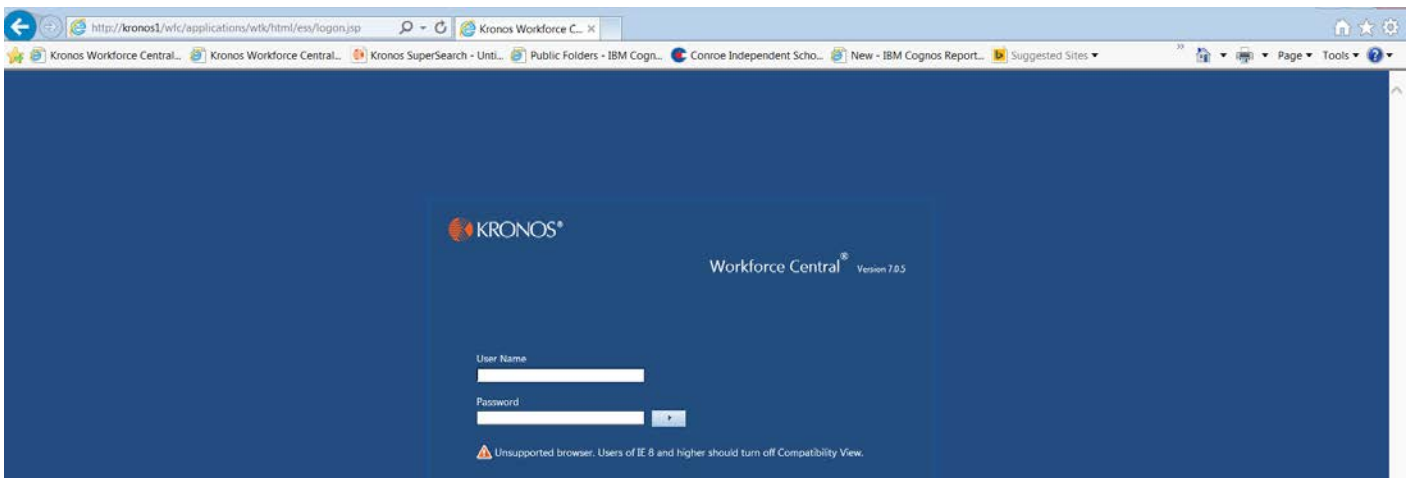 http://kronos1/wfc/applications/wtk/html/ess/logon.jsp Kronos Workforce C...
Kronos Workforce Central... Kronos Workforce Central... Kronos SuperSearch - Unti... Public Folders - IBM Cogn... Conroe Independent Scho... New - IBM Cognos Report... Suggested Sites Page Tools
KRONOS®
Workforce Central® Version 7.0.5
User Name
Password
Unsupported browser. Users of IE 8 and higher should turn off Compatibility View.